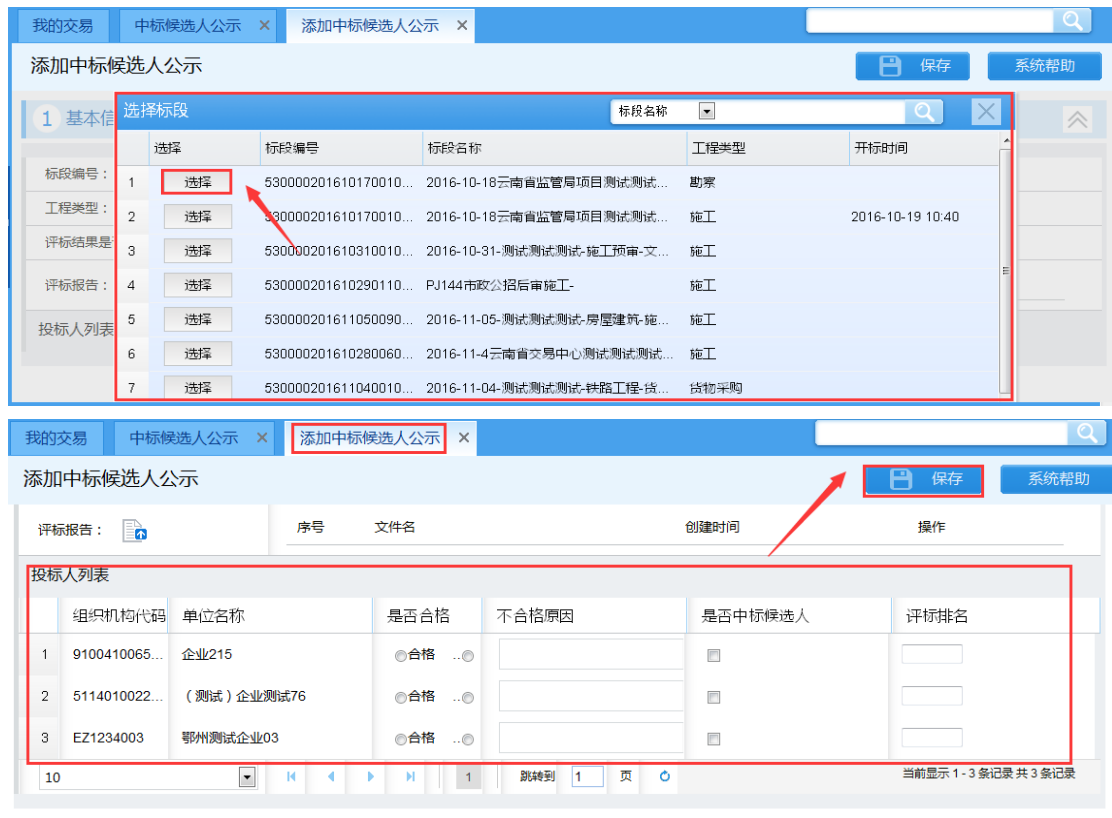 我的交易 中标候选人公示 × 添加中标候选人公示 ×
添加中标候选人公示 保存 系统帮助
1 基本信 选择标段 标段名称
选择 标段编号 标段名称 工程类型 开标时间
标段编号：
1 选择 530000201610170010... 2016-10-18云南省监管局项目测试测试... 勘察
工程类型：
2 选择 530000201610170010... 2016-10-18云南省监管局项目测试测试... 施工 2016-10-19 10:40
评标结果是
3 选择 530000201610310010... 2016-10-31-测试测试测试-施工预审-文... 施工
评标报告：
4 选择 530000201610290110... PJ144市政公招后审施工- 施工
投标人列表
5 选择 530000201611050090... 2016-11-05-测试测试测试-房屋建筑-施... 施工
6 选择 530000201610280060... 2016-11-4云南省交易中心测试测试测试... 施工
7 选择 530000201611040010... 2016-11-04-测试测试测试-铁路工程-货... 货物采购
我的交易 中标候选人公示 × 添加中标候选人公示 ×
添加中标候选人公示 保存 系统帮助
评标报告： 序号 文件名 创建时间 操作
投标人列表
组织机构代码 单位名称 是否合格 不合格原因 是否中标候选人 评标排名
1 9100410065... 企业215 合格 ..
2 5114010022... （测试）企业测试76 合格 ..
3 EZ1234003 鄂州测试企业03 合格 ..
10 1 跳转到 1 页 当前显示 1 - 3 条记录 共 3 条记录